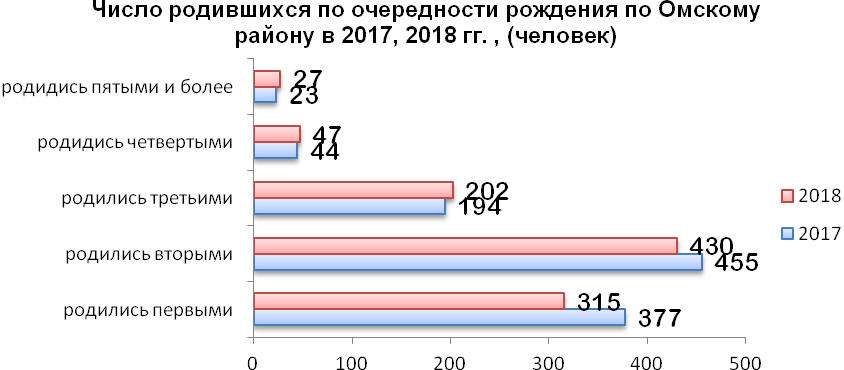 Число родившихся по очередности рождения по Омскому
району в 2017, 2018 гг. , (человек)
родидись пятыми и более
27
23
родидись четвертыми
47
44
родились третьими
202
194
родились вторыми
430
455
родились первыми
315
377
2018
2017
0 100 200 300 400 500